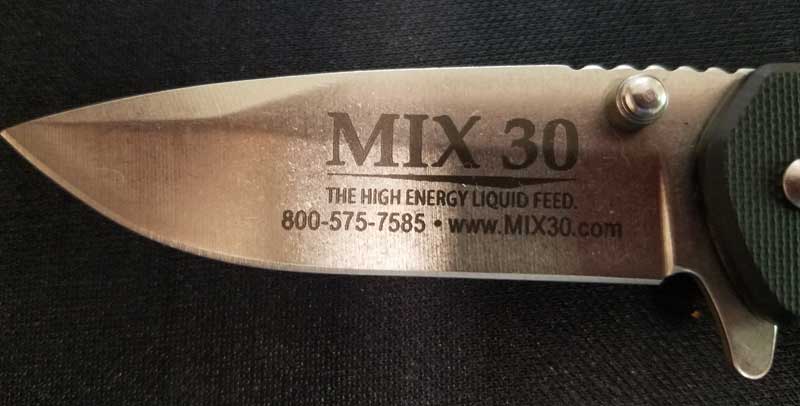 MIX 30
THE HIGH ENERGY LIQUID FEED.
800-575-7585 • www.MIX30.com